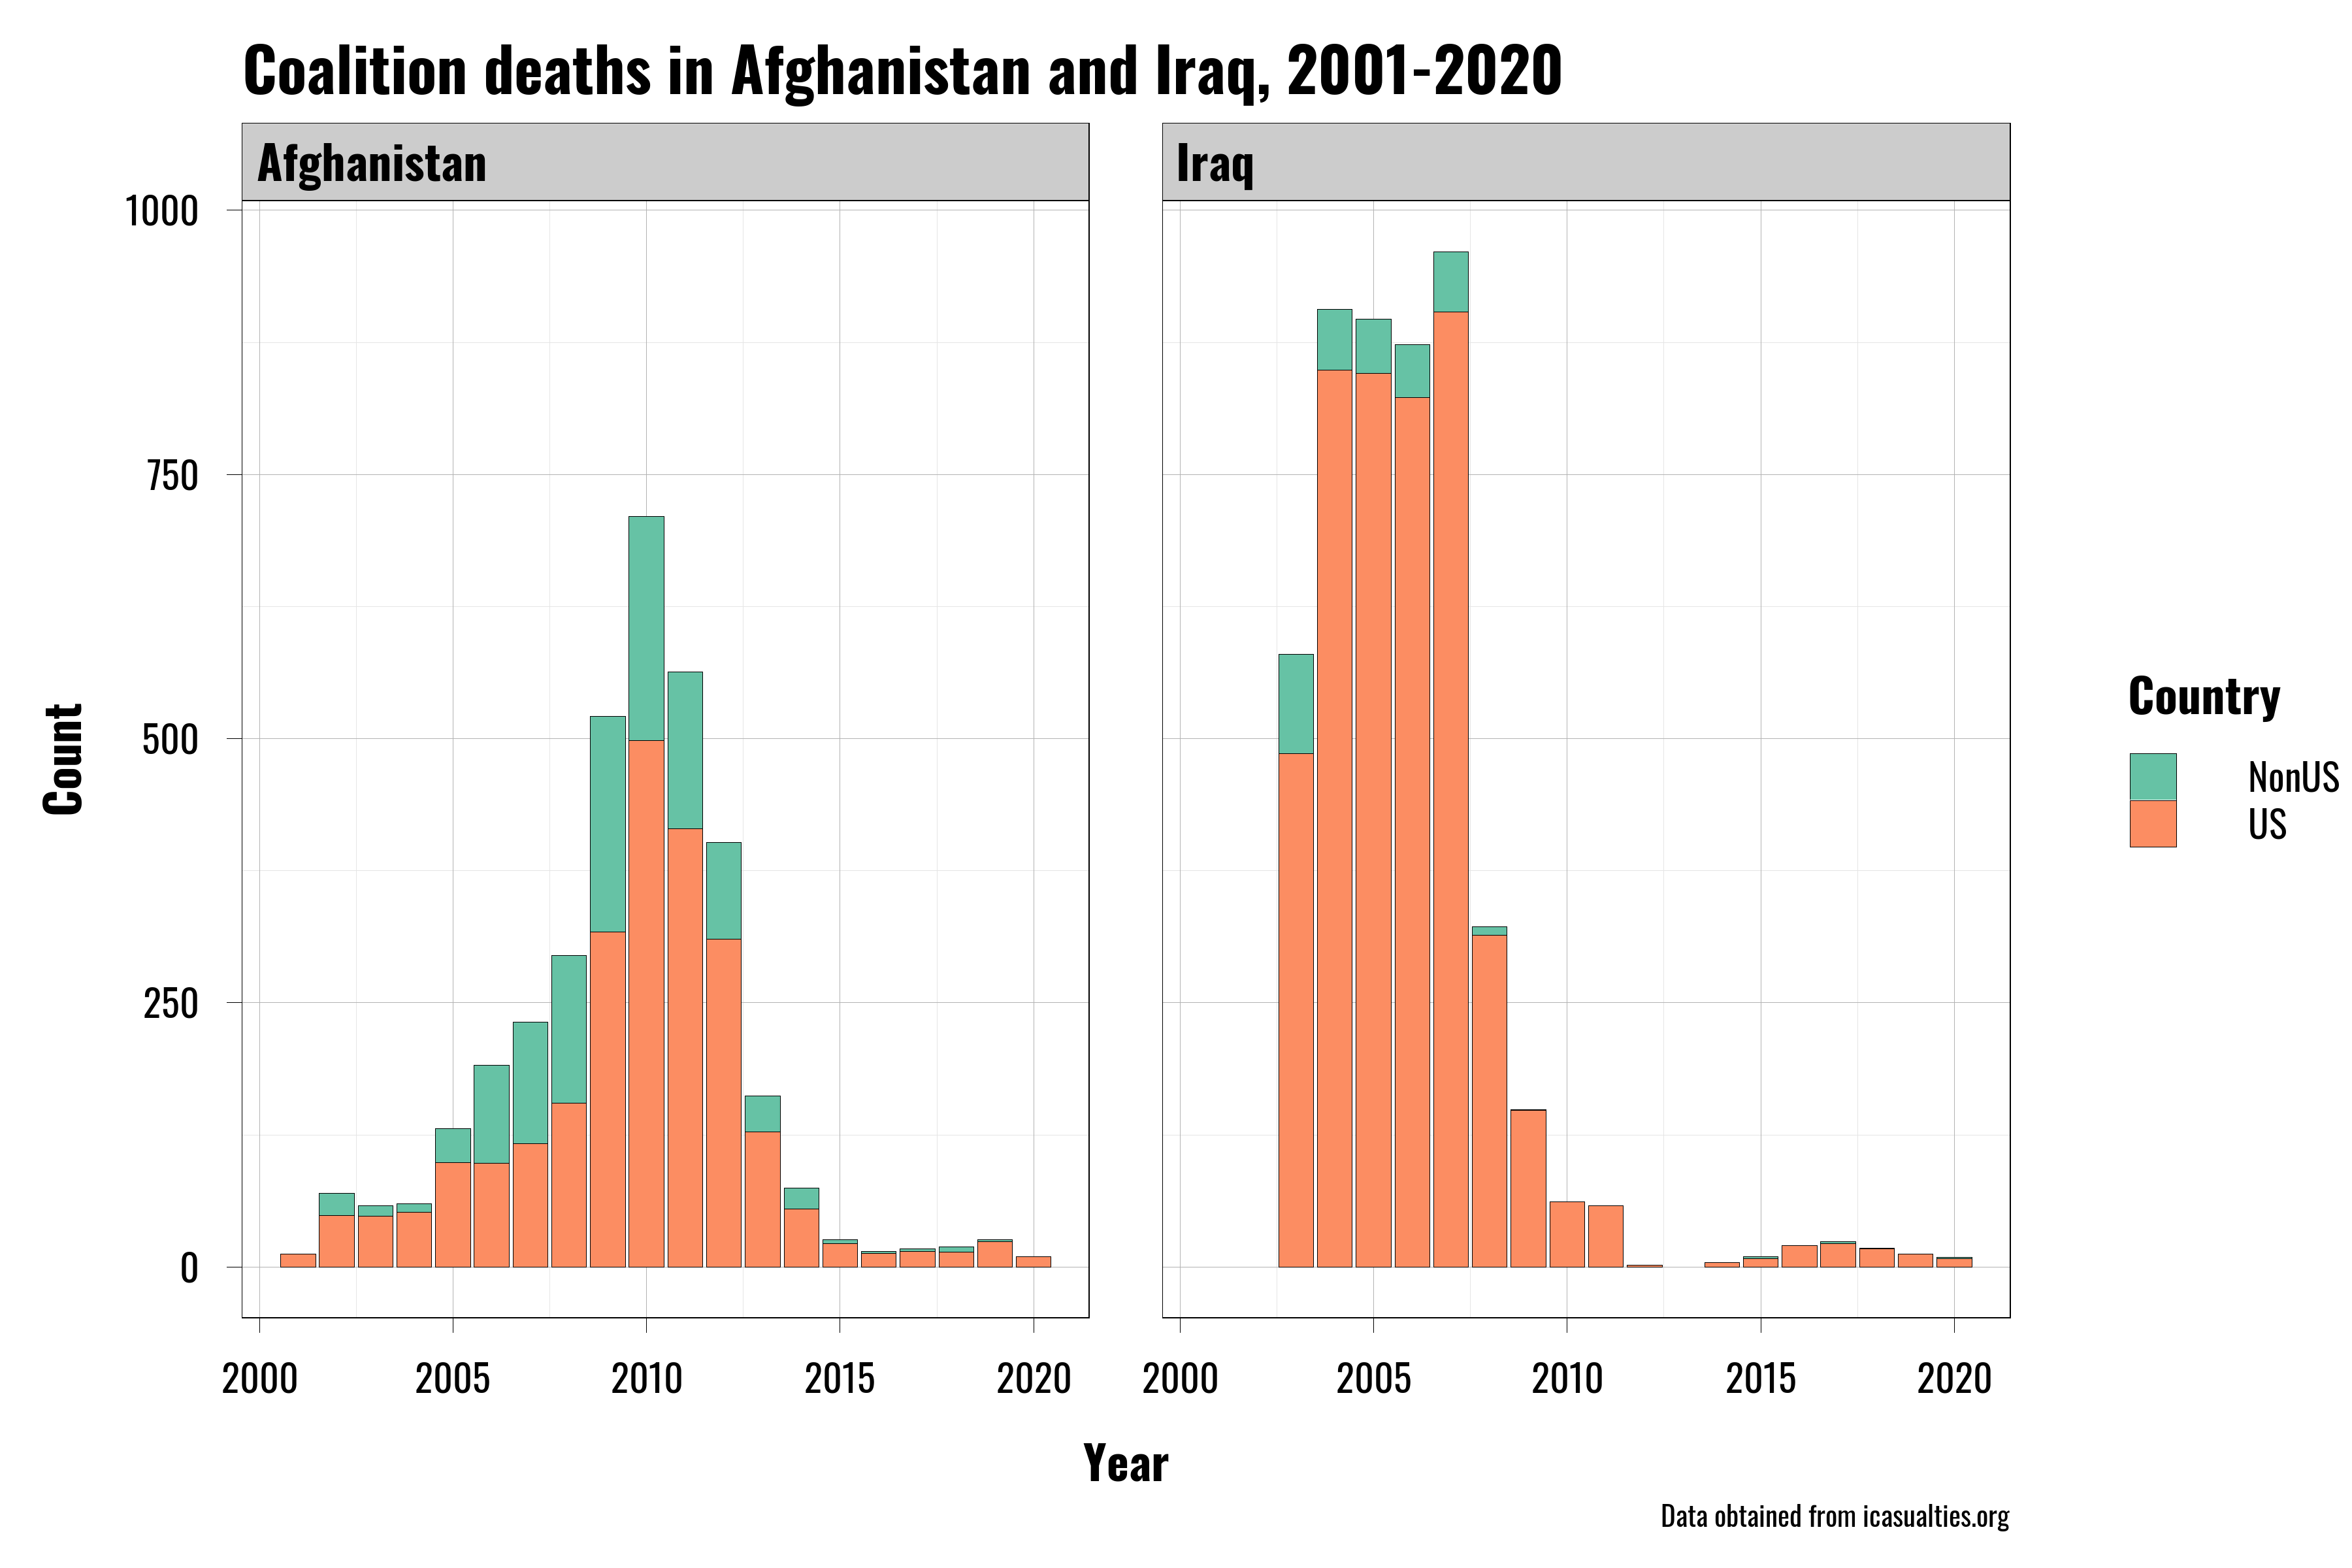 Coalition deaths in Afghanistan and Iraq, 2001-2020
Afghanistan
Iraq
1000
750
500
250
0
Count
2000 2005 2010 2015 2020
2000 2005 2010 2015 2020
Year
Country
NonUS
US
Data obtained from icasualties.org